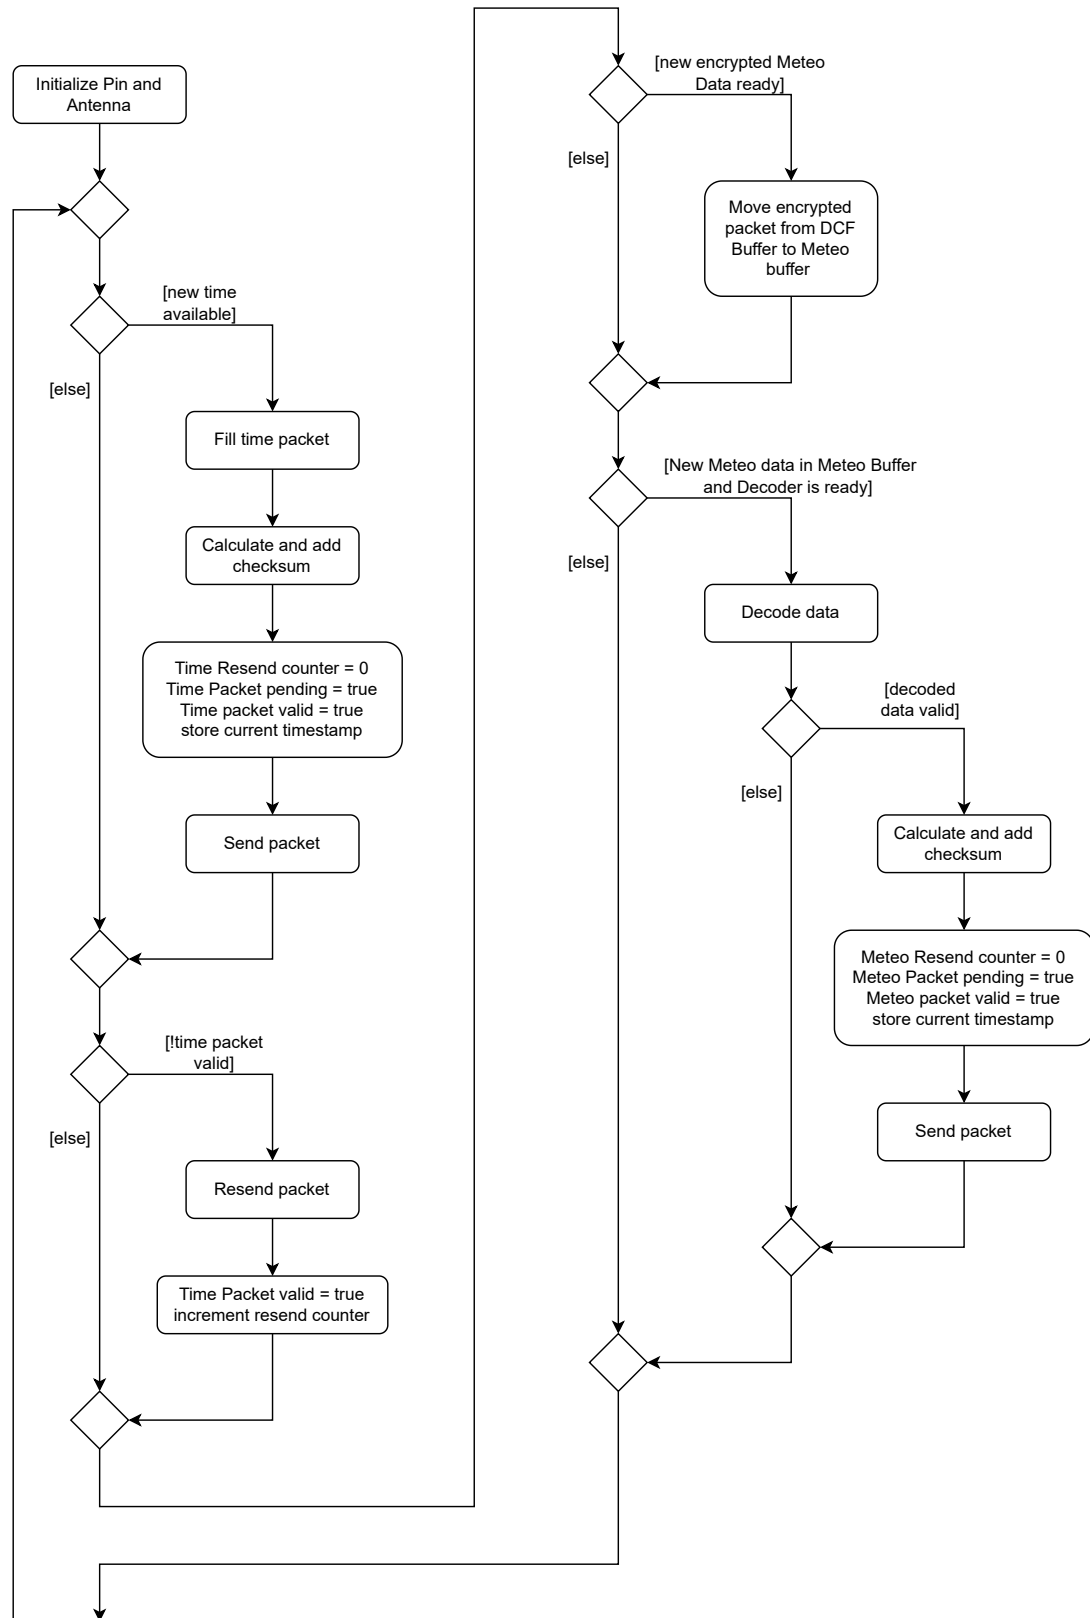 Initialize Pin and
Antenna
[new time
available]
[else]
Fill time packet
Calculate and add
checksum
Time Resend counter = 0
Time Packet pending = true
Time packet valid = true
store current timestamp
Send packet
[!time packet
valid]
[else]
Resend packet
Time Packet valid = true
increment resend counter
[new encrypted Meteo
Data ready]
[else]
Move encrypted
packet from DCF
Buffer to Meteo
buffer
[New Meteo data in Meteo Buffer
and Decoder is ready]
[else]
Decode data
[decoded
data valid]
[else]
Calculate and add
checksum
Meteo Resend counter = 0
Meteo Packet pending = true
Meteo packet valid = true
store current timestamp
Send packet